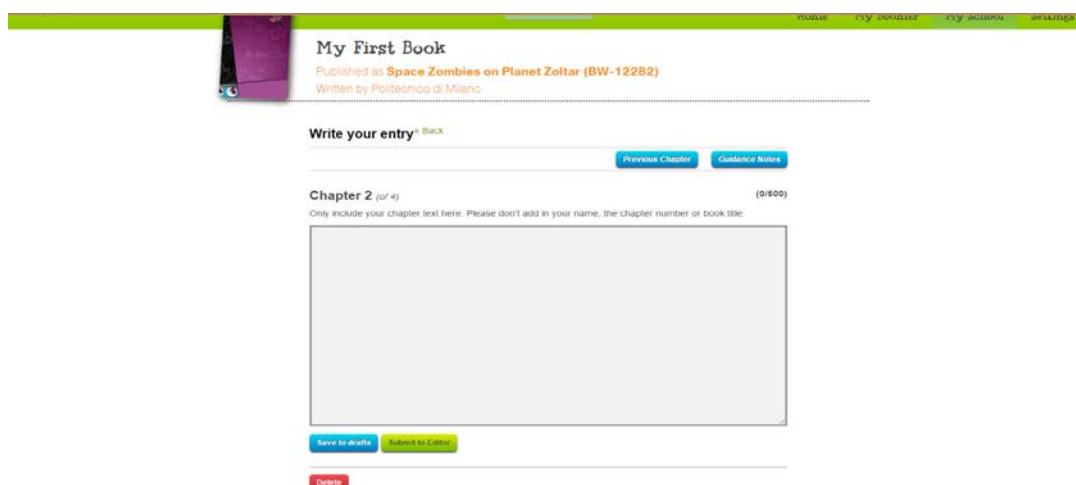 Home My Boomer My School Settings
My First Book
Published as Space Zombies on Planet Zoltar (BW-12282)
Written by Politecnico di Milano
Write your entry « Back
Previous Chapter Guidance Notes
Chapter 2 (of 4) (0/600)
Only include your chapter text here. Please don't add in your name, the chapter number or book title.
Save to drafts Submit to Editor
Delete